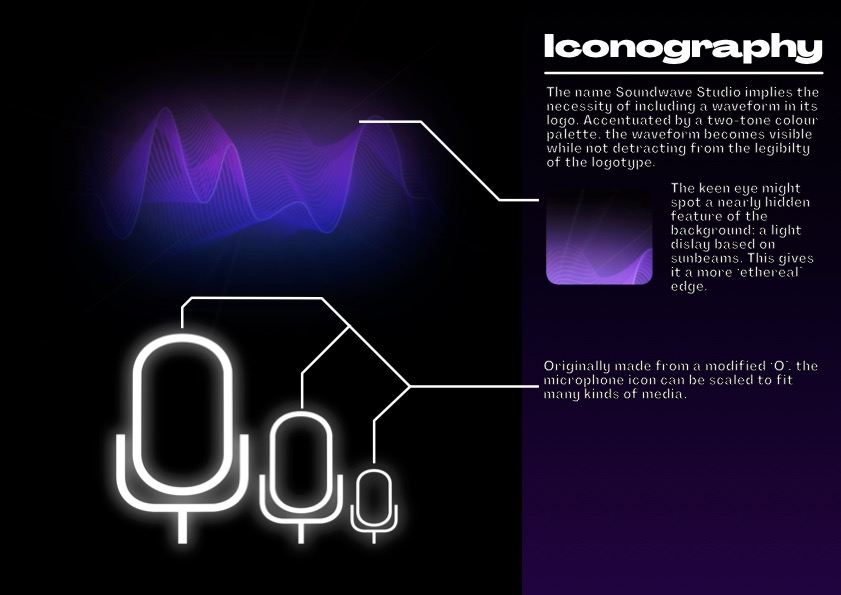 Iconography
The name Soundwave Studio implies the
necessity of including a waveform in its
logo. Accentuated by a two-tone colour
palette. the waveform becomes visible
while not detracting from the legibilty
of the logotype.
The keen eye might
spot a nearly hidden
feature of the
background: a light
dislay based on
sunbeams. This gives
it a more 'ethereal'
edge.
Originally made from a modified 'O'. the
microphone icon can be scaled to fit
many kinds of media.